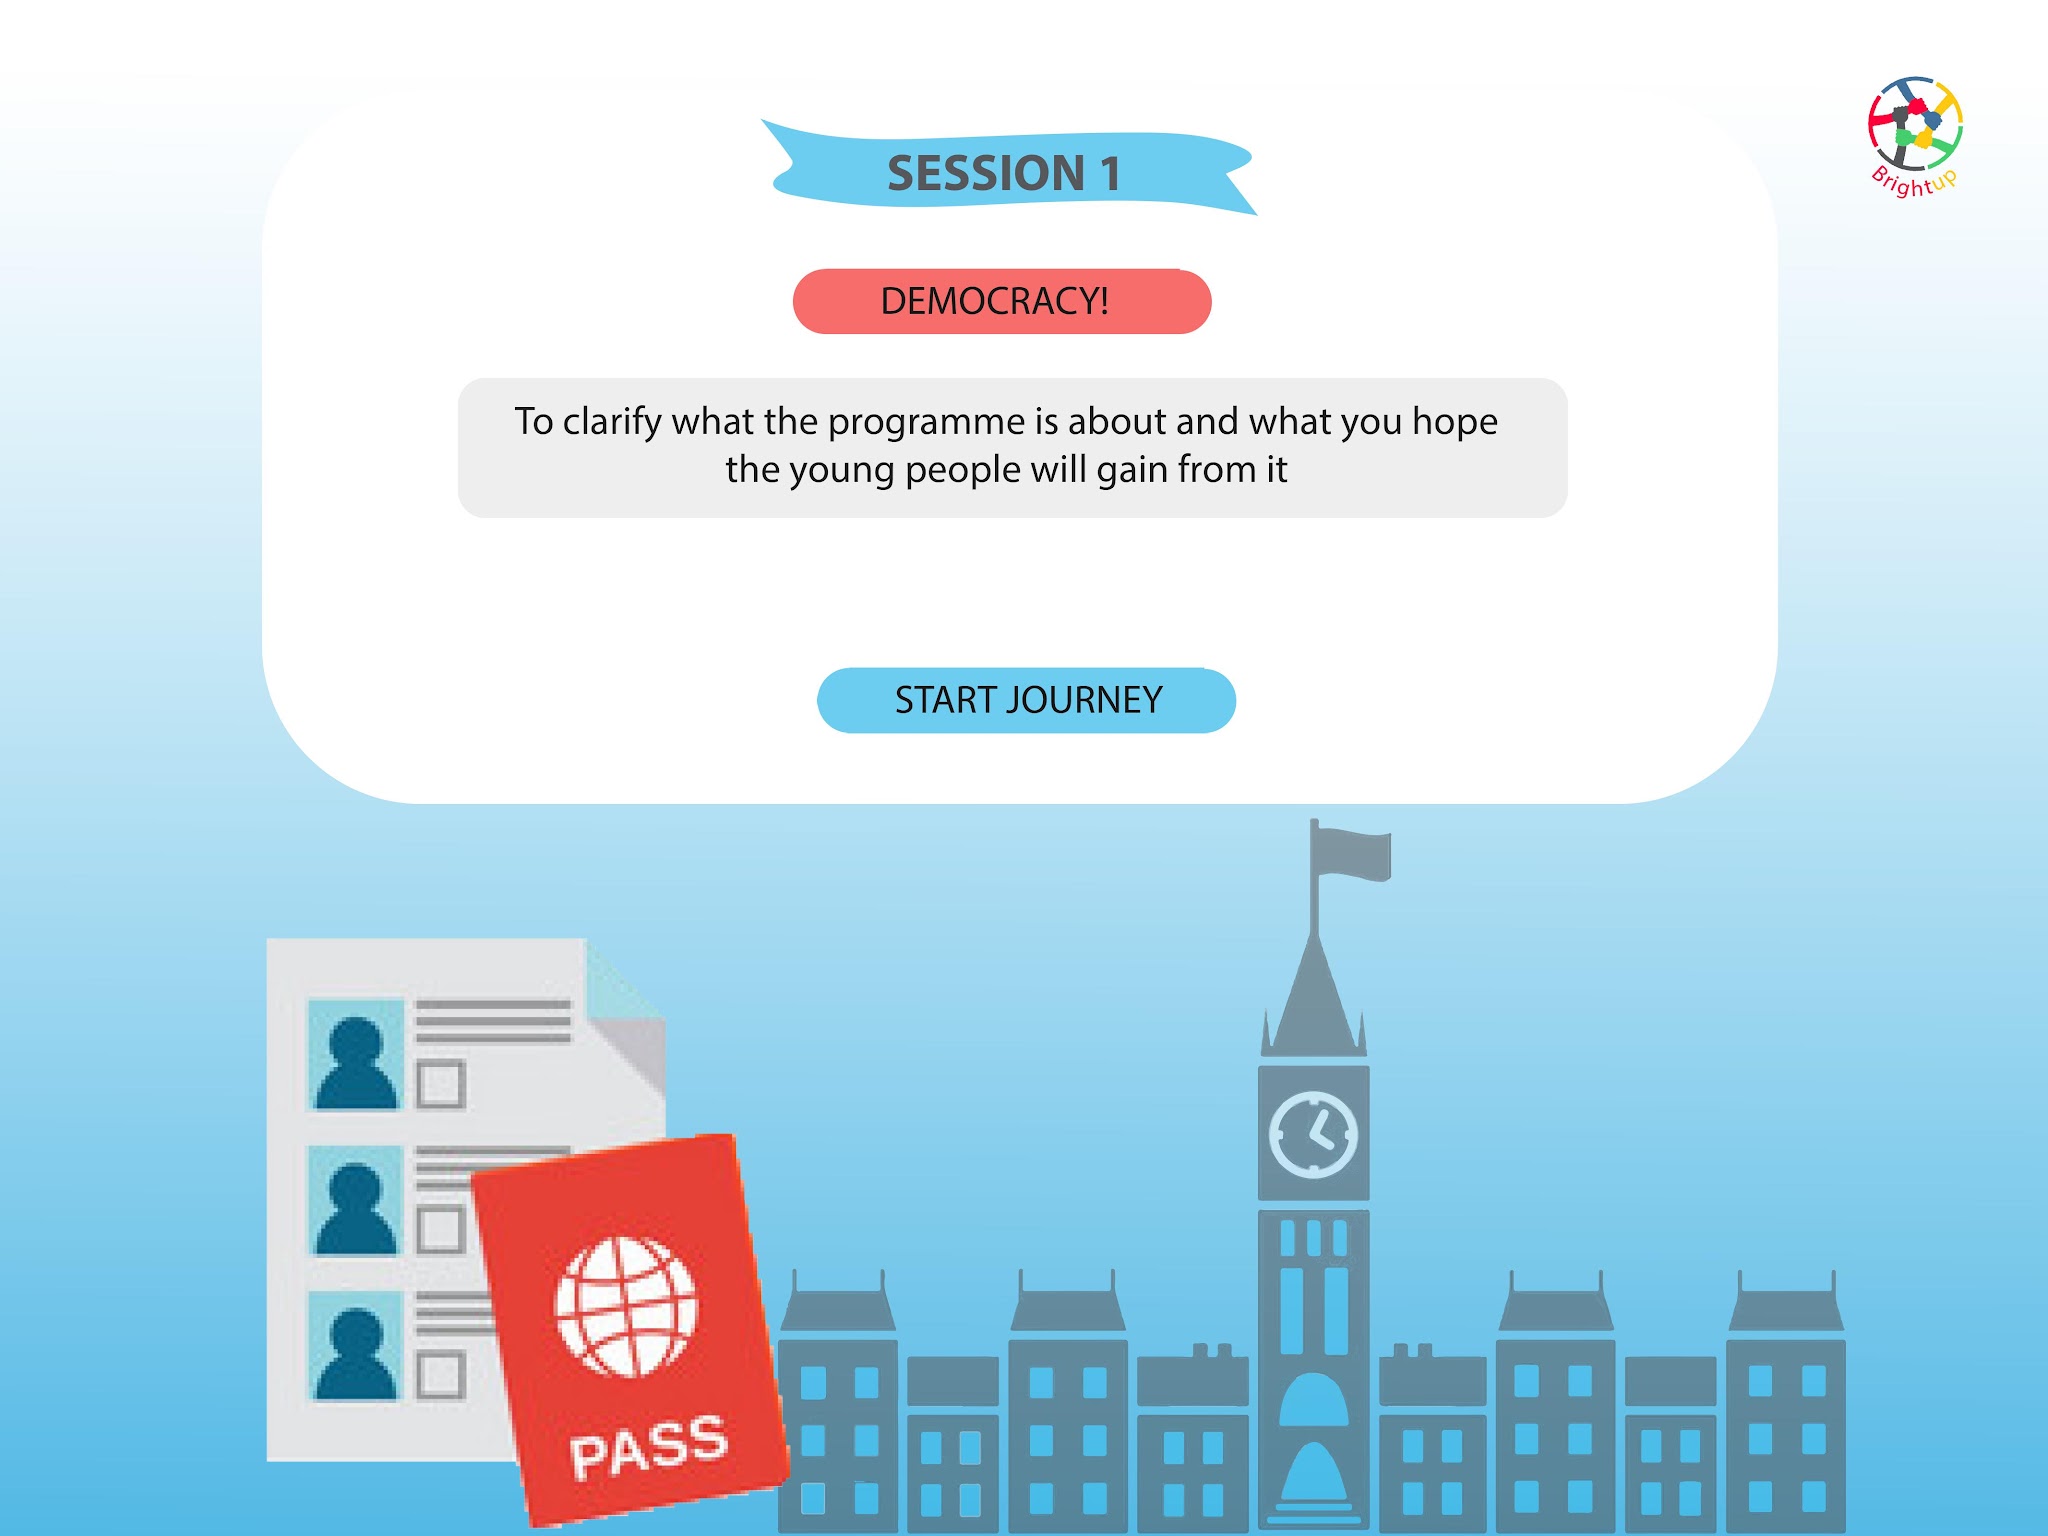 Brightup
SESSION 1
DEMOCRACY!
To clarify what the programme is about and what you hope
the young people will gain from it
START JOURNEY
PASS